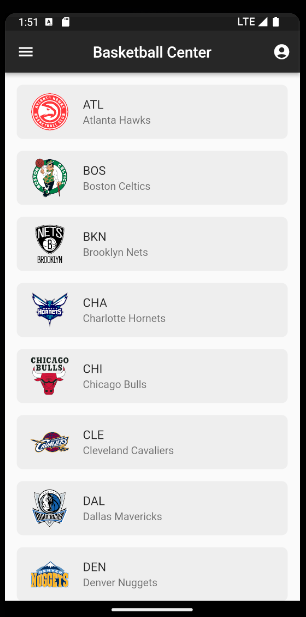 1:51 LTE
Basketball Center
ATL
Atlanta Hawks
BOS
Boston Celtics
NETS
B
BROOKLYN
BKN
Brooklyn Nets
HORNETS
CHA
Charlotte Hornets
CHICAGO
BULLS
CHI
Chicago Bulls
CAVALIERS
CLE
Cleveland Cavaliers
DAL
Dallas Mavericks
NUGGETS
DEN
Denver Nuggets